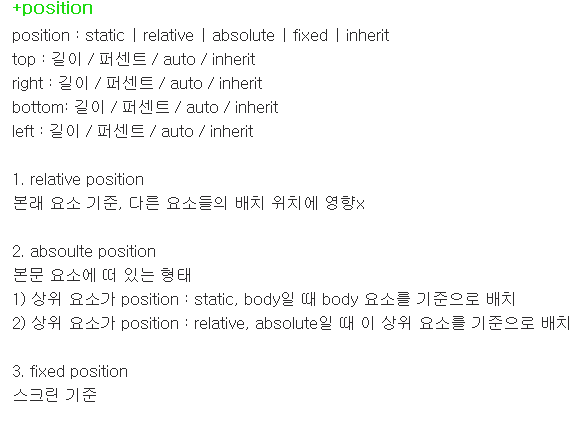 +position
position : static | relative | absolute | fixed | inherit
top : 길이 / 퍼센트 / auto / inherit
right : 길이 / 퍼센트 / auto / inherit
bottom: 길이 / 퍼센트 / auto / inherit
left : 길이 / 퍼센트 / auto / inherit
1. relative position
본래 요소 기준, 다른 요소들의 배치 위치에 영향x
2. absoulte position
본문 요소에 떠 있는 형태
1) 상위 요소가 position : static, body일 때 body 요소를 기준으로 배치
2) 상위 요소가 position : relative, absolute일 때 이 상위 요소를 기준으로 배치
3. fixed position
스크린 기준